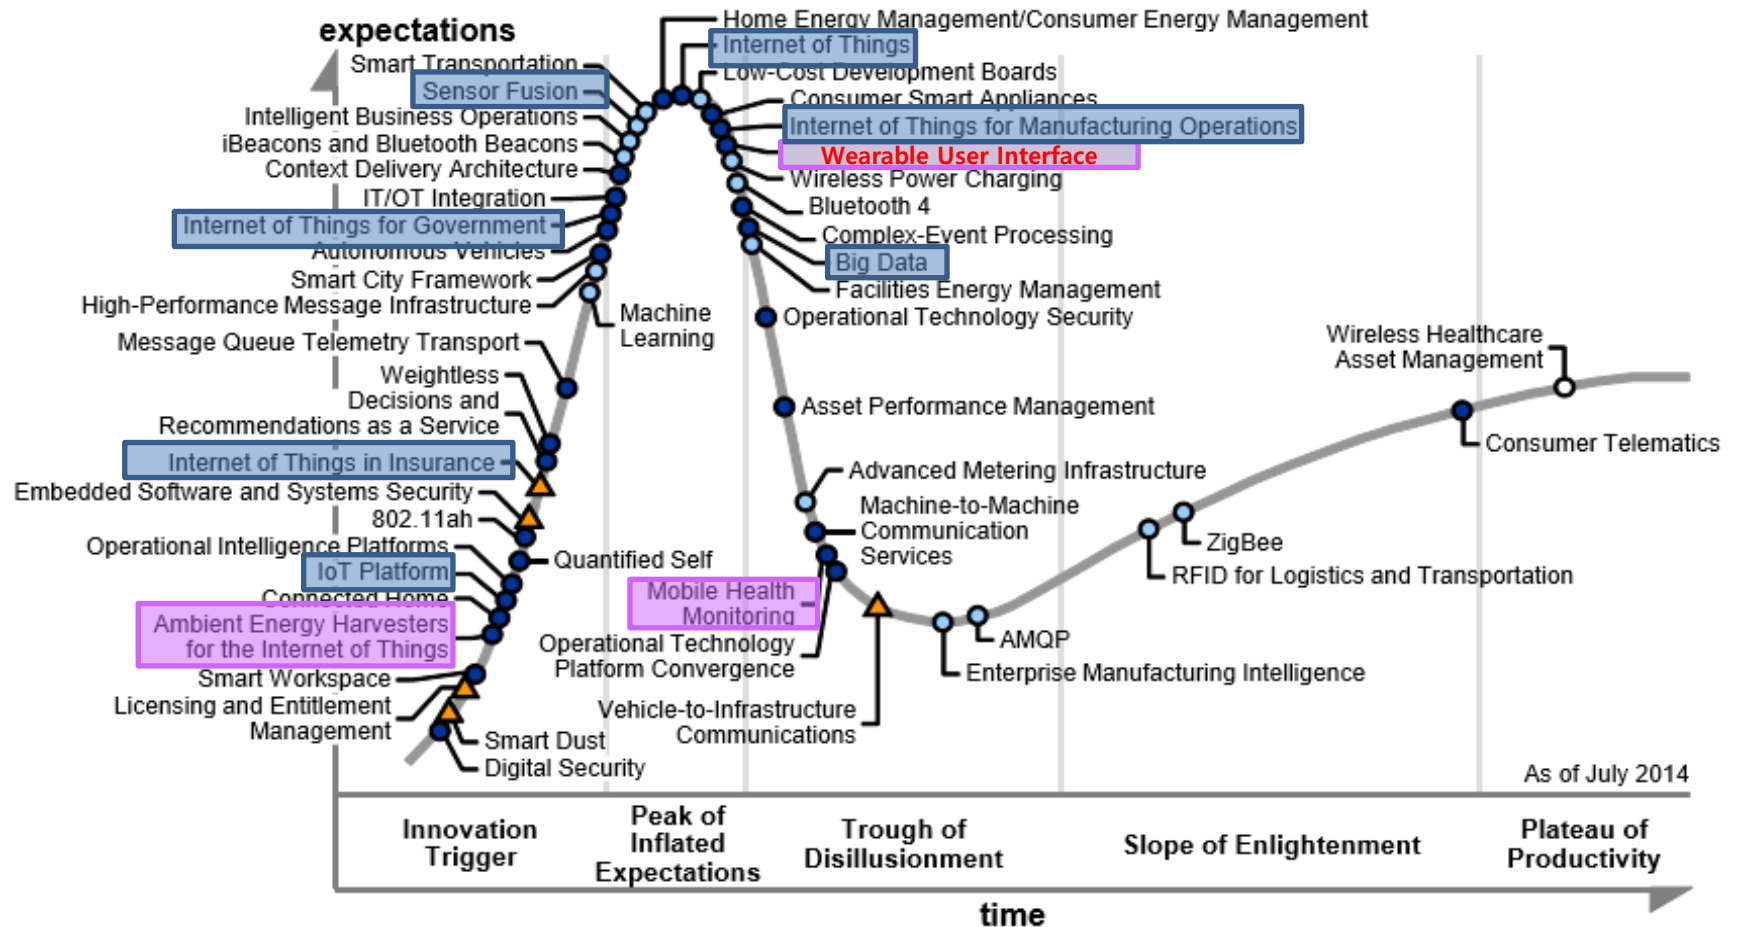 expectations
Home Energy Management/Consumer Energy Management
Internet of Things
Low-Cost Development Boards
Consumer Smart Appliances
Internet of Things for Manufacturing Operations
Wearable User Interface
Wireless Power Charging
Bluetooth 4
Complex-Event Processing
Big Data
Facilities Energy Management
Operational Technology Security
Asset Performance Management
Advanced Metering Infrastructure
Machine-to-Machine
Communication
Services
Smart Transportation
Sensor Fusion
Intelligent Business Operations
iBeacons and Bluetooth Beacons
Context Delivery Architecture
IT/OT Integration
Internet of Things for Government
Autonomous Vehicles
Smart City Framework
High-Performance Message Infrastructure
Machine
Learning
Message Queue Telemetry Transport
Weightless
Decisions and
Recommendations as a Service
Internet of Things in Insurance
Embedded Software and Systems Security
802.11ah
Operational Intelligence Platforms
Quantified Self
IoT Platform
Connected Home
Ambient Energy Harvesters
for the Internet of Things
Smart Workspace
Licensing and Entitlement
Management
Smart Dust
Digital Security
Mobile Health
Monitoring
Operational Technology
Platform Convergence
Vehicle-to-Infrastructure
Communications
AMQP
Enterprise Manufacturing Intelligence
ZigBee
RFID for Logistics and Transportation
Wireless Healthcare
Asset Management
Consumer Telematics
As of July 2014
Innovation
Trigger
Peak of
Inflated
Expectations
Trough of
Disillusionment
Slope of Enlightenment
Plateau of
Productivity
time